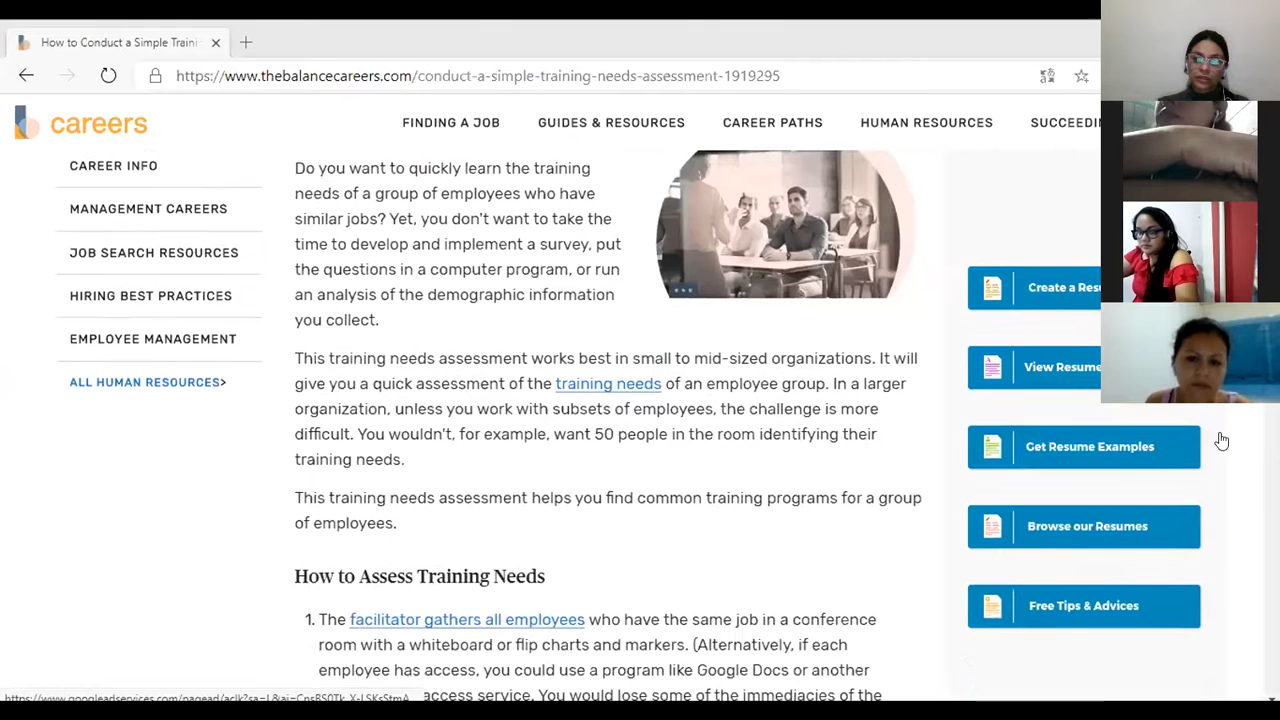 How to Conduct a Simple Traini
https://www.thebalancecareers.com/conduct-a-simple-training-needs-assessment-1919295
careers
FINDING A JOB
GUIDES & RESOURCES
CAREER PATHS
HUMAN RESOURCES
CAREER INFO
MANAGEMENT CAREERS
JOB SEARCH RESOURCES
HIRING BEST PRACTICES
EMPLOYEE MANAGEMENT
ALL HUMAN RESOURCES>
Do you want to quickly learn the training
needs of a group of employees who have
similar jobs? Yet, you don't want to take the
time to develop and implement a survey, put
the questions in a computer program, or run
an analysis of the demographic information
you collect.
This training needs assessment works best in small to mid-sized organizations. It will
give you a quick assessment of the training needs of an employee group. In a larger
organization, unless you work with subsets of employees, the challenge is more
difficult. You wouldn't, for example, want 50 people in the room identifying their
training needs.
This training needs assessment helps you find common training programs for a group
of employees.
How to Assess Training Needs
1. The facilitator gathers all employees who have the same job in a conference
room with a whiteboard or flip charts and markers. (Alternatively, if each
employee has access, you could use a program like Google Docs or another
access service. You would lose some of the immediacies of the
Create a Resu
View Resume
Get Resume Examples
Browse our Resumes
Free Tips & Advices